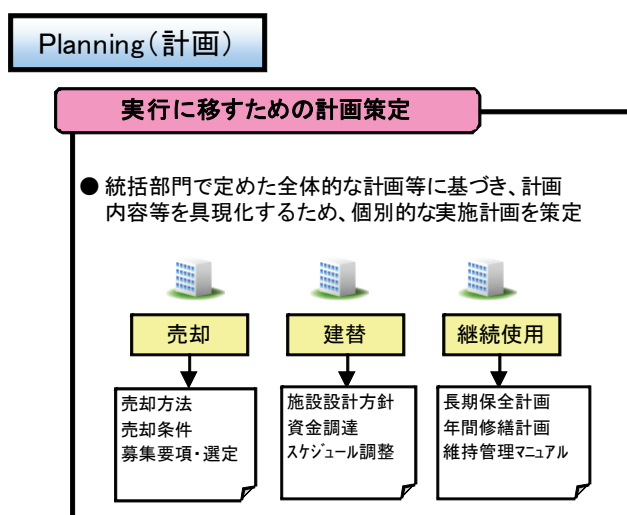 Planning（計画）
実行に移すための計画策定
● 統括部門で定めた全体的な計画等に基づき、計画
内容等を具現化するため、個別的な実施計画を策定
売却
建替
継続使用
売却方法
売却条件
募集要項・選定
施設設計方針
資金調達
ｽｹｼﾞｭｰﾙ調整
長期保全計画
年間修繕計画
維持管理ﾏﾆｭｱﾙ